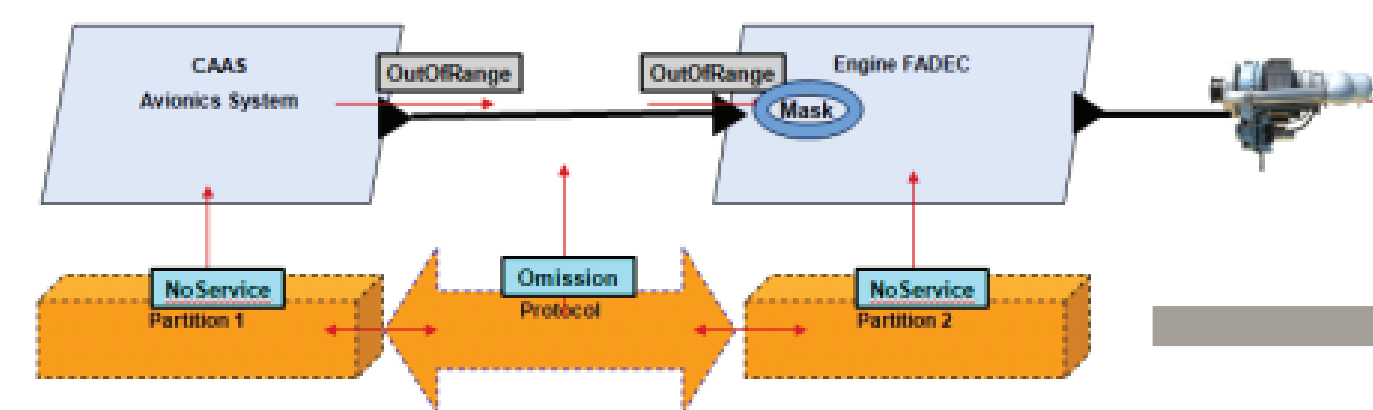 CAAS
Avionics System
OutOfRange
OutOfRange
Engine FADEC
Mask
NoService
Partition 1
Omission
Protocol
NoService
Partition 2